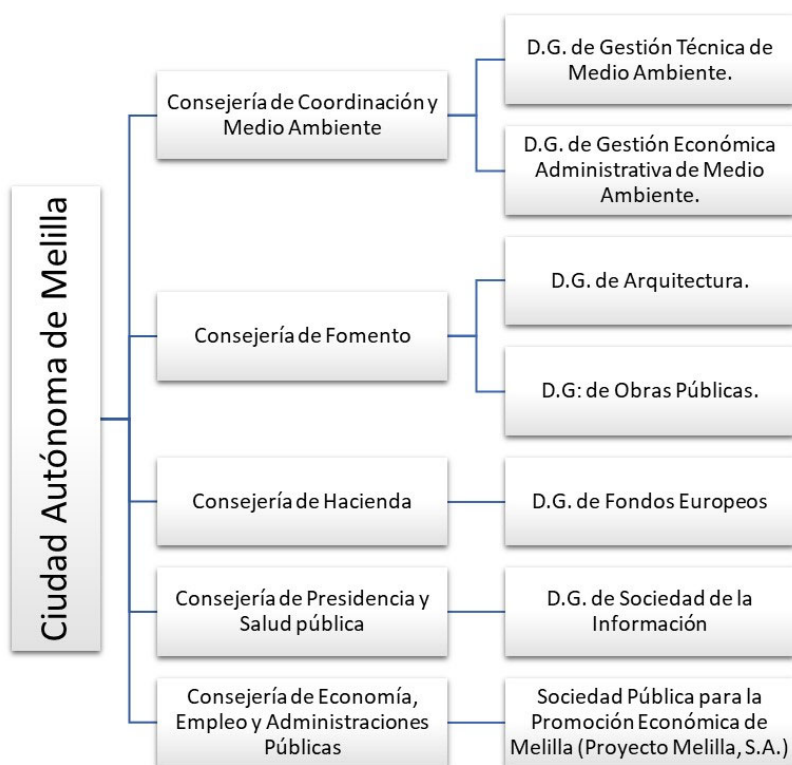 Ciudad Autónoma de Melilla
Consejería de Coordinación y
Medio Ambiente
D.G. de Gestión Técnica de
Medio Ambiente.
D.G. de Gestión Económica
Administrativa de Medio
Ambiente.
Consejería de Fomento
D.G. de Arquitectura.
D.G: de Obras Públicas.
Consejería de Hacienda
D.G. de Fondos Europeos
Consejería de Presidencia y
Salud pública
D.G. de Sociedad de la
Información
Consejería de Economía,
Empleo y Administraciones
Públicas
Sociedad Pública para la
Promoción Económica de
Melilla (Proyecto Melilla, S.A.)